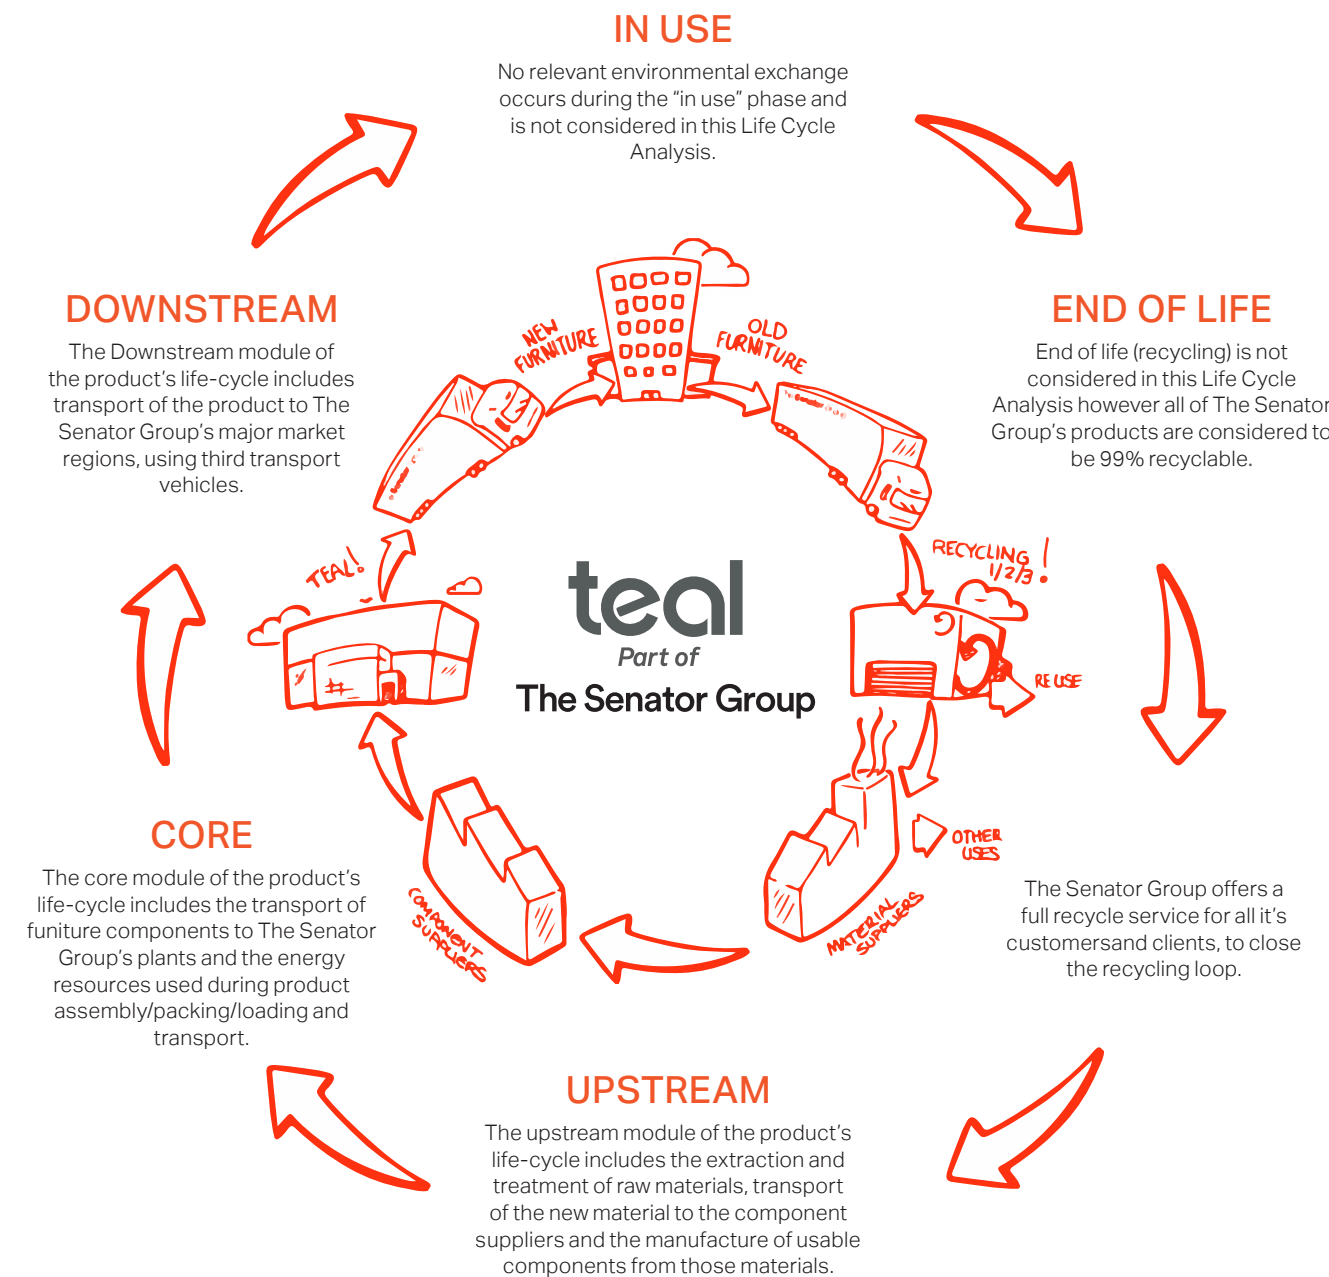 IN USE
No relevant environmental exchange
occurs during the “in use” phase and
is not considered in this Life Cycle
Analysis.
DOWNSTREAM
The Downstream module of
the product’s life-cycle includes
transport of the product to The
Senator Group’s major market
regions, using third transport
vehicles.
END OF LIFE
End of life (recycling) is not
considered in this Life Cycle
Analysis however all of The Senator
Group’s products are considered to
be 99% recyclable.
NEW
FURNITURE
OLD
FURNITURE
TEAL!
RECYCLING !
1/2/3
RE USE
teal
Part of
The Senator Group
OTHER
USES
MATERIAL
SUPPLIERS
COMPONENT
SUPPLIERS
CORE
The core module of the product’s
life-cycle includes the transport of
funiture components to The Senator
Group’s plants and the energy
resources used during product
assembly/packing/loading and
transport.
The Senator Group offers a
full recycle service for all it’s
customersand clients, to close
the recycling loop.
UPSTREAM
The upstream module of the product’s
life-cycle includes the extraction and
treatment of raw materials, transport
of the new material to the component
suppliers and the manufacture of usable
components from those materials.